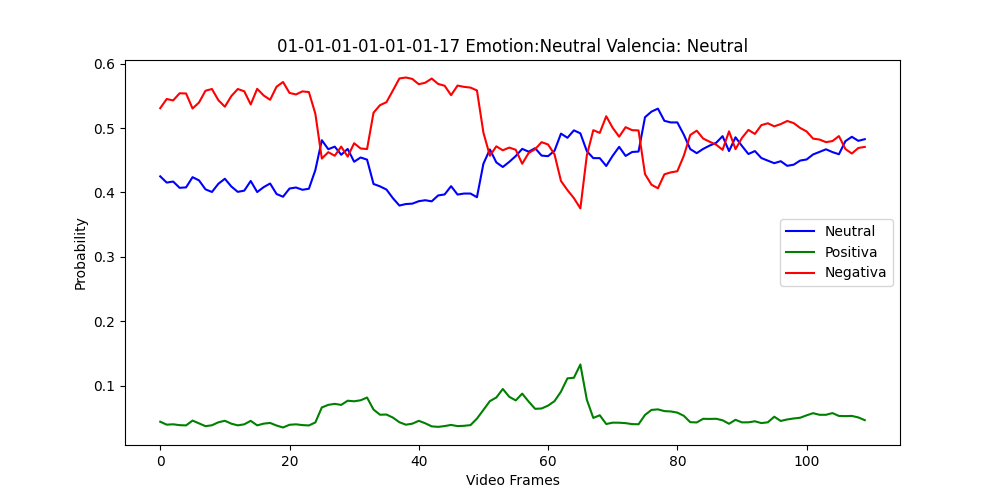 01-01-01-01-01-01-17 Emotion:Neutral Valencia: Neutral
0.6
0.5
0.4
0.3
0.2
0.1
Probability
Neutral
Positiva
Negativa
0 20 40 60 80 100
Video Frames